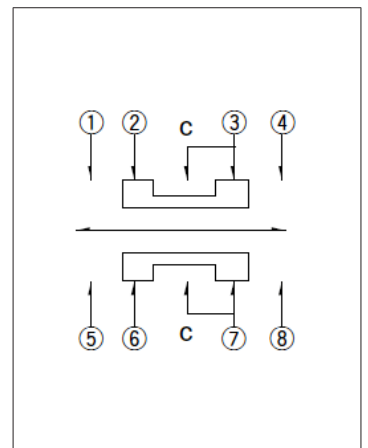 ① ② C ③ ④
⑤ ⑥ C ⑦ ⑧